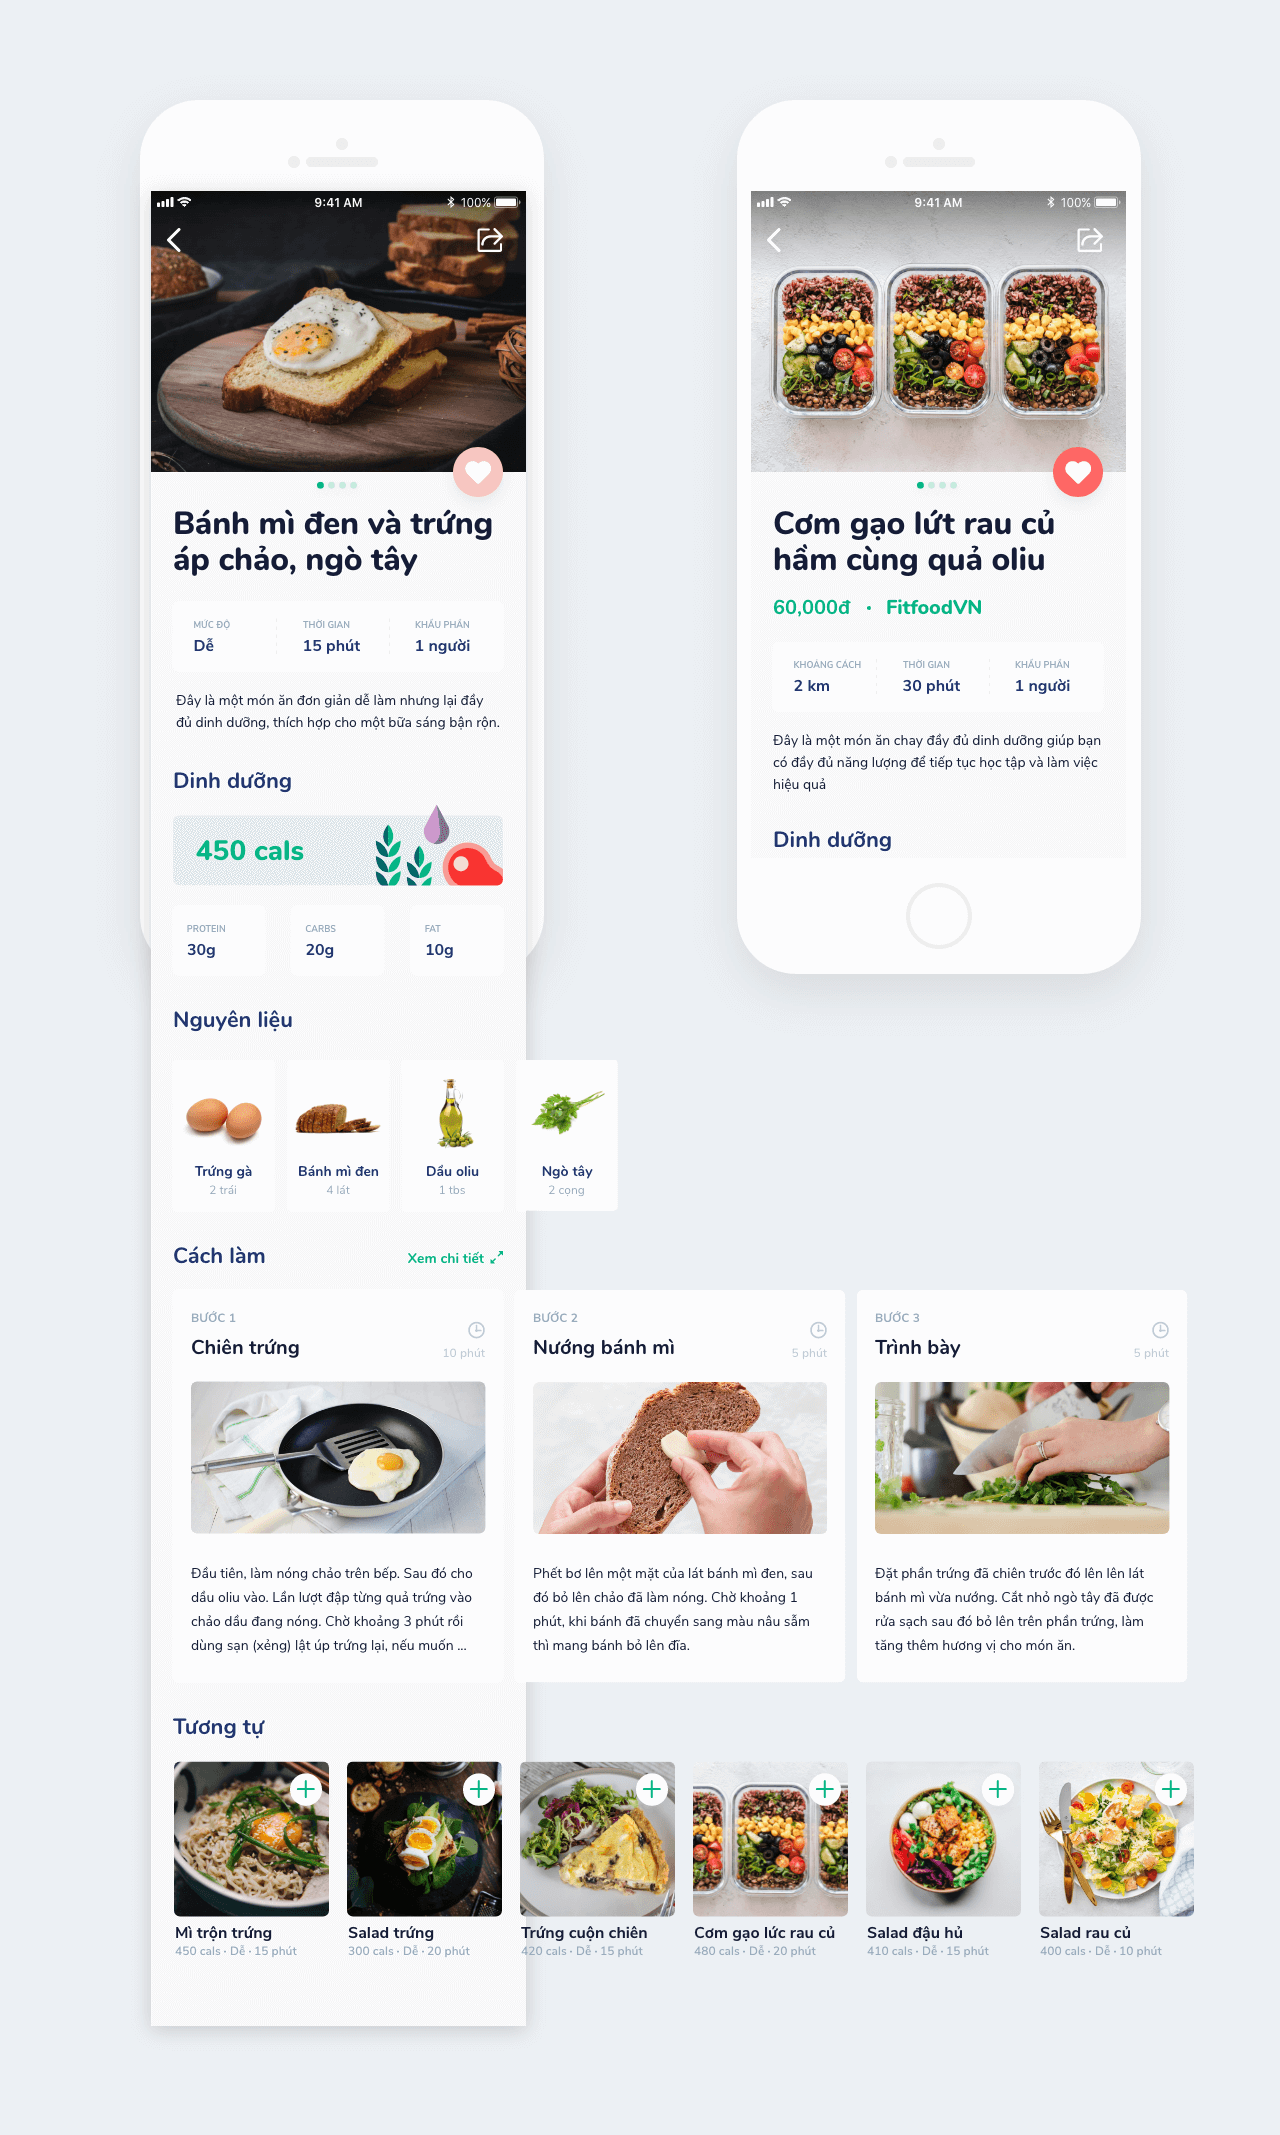 9:41 AM
100%
Bánh mì đen và trứng
áp chảo, ngò tây
MỨC ĐỘ
Dễ
THỜI GIAN
15 phút
KHẨU PHẦN
1 người
Đây là một món ăn đơn giản dễ làm nhưng lại đầy
đủ dinh dưỡng, thích hợp cho một bữa sáng bận rộn.
Dinh dưỡng
450 cals
PROTEIN
30g
CARBS
20g
FAT
10g
Nguyên liệu
Trứng gà
2 trái
Bánh mì đen
4 lát
Dầu oliu
1 tbs
Ngò tây
2 cọng
Cách làm
Xem chi tiết
BƯỚC 1
Chiên trứng
10 phút
Đầu tiên, làm nóng chảo trên bếp. Sau đó cho
dầu oliu vào. Lần lượt đập từng quả trứng vào
chảo dầu đang nóng. Chờ khoảng 3 phút rồi
dùng sạn (xẻng) lật úp trứng lại, nếu muốn ...
BƯỚC 2
Nướng bánh mì
5 phút
Phết bơ lên một mặt của lát bánh mì đen, sau
đó bỏ lên chảo đã làm nóng. Chờ khoảng 1
phút, khi bánh đã chuyển sang màu nâu sẫm
thì mang bánh bỏ lên đĩa.
BƯỚC 3
Trình bày
5 phút
Đặt phần trứng đã chiên trước đó lên lên lát
bánh mì vừa nướng. Cắt nhỏ ngò tây đã được
rửa sạch sau đó bỏ lên trên phần trứng, làm
tăng thêm hương vị cho món ăn.
Tương tự
Mì trộn trứng
450 cals · Dễ · 15 phút
Salad trứng
300 cals · Dễ · 20 phút
Trứng cuộn chiên
420 cals · Dễ · 15 phút
Cơm gạo lức rau củ
480 cals · Dễ · 20 phút
Salad đậu hủ
410 cals · Dễ · 15 phút
Salad rau củ
400 cals · Dễ · 10 phút
9:41 AM
100%
Cơm gạo lứt rau củ
hầm cùng quả oliu
60,000đ · FitfoodVN
KHOẢNG CÁCH
2 km
THỜI GIAN
30 phút
KHẨU PHẦN
1 người
Đây là một món ăn chay đầy đủ dinh dưỡng giúp bạn
có đầy đủ năng lượng để tiếp tục học tập và làm việc
hiệu quả
Dinh dưỡng